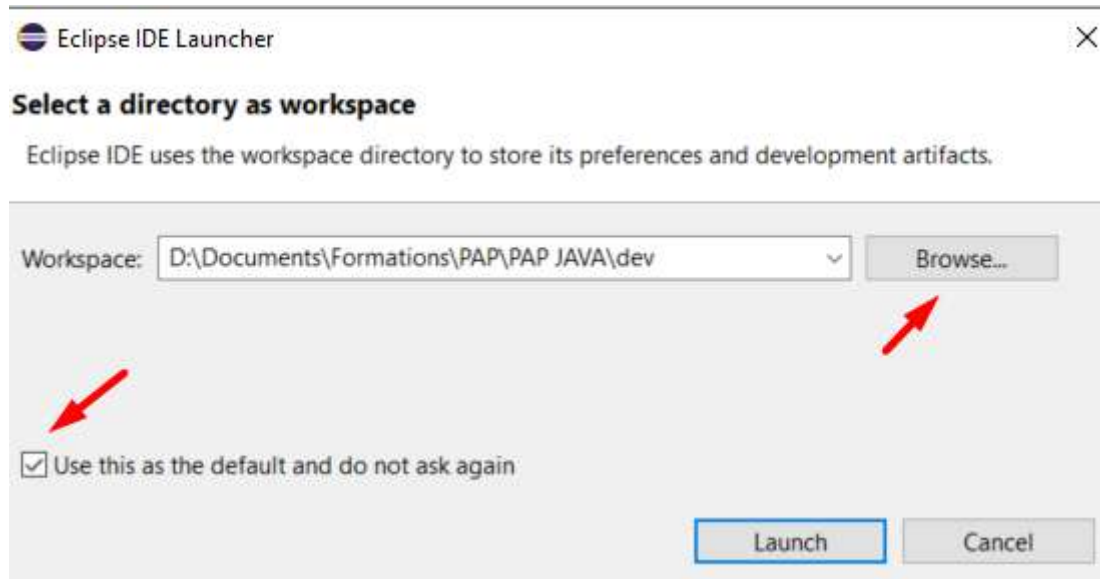 Eclipse IDE Launcher
Select a directory as workspace
Eclipse IDE uses the workspace directory to store its preferences and development artifacts.
Workspace: D:\Documents\Formations\PAP\PAP JAVA\dev Browse...
Use this as the default and do not ask again
Launch Cancel